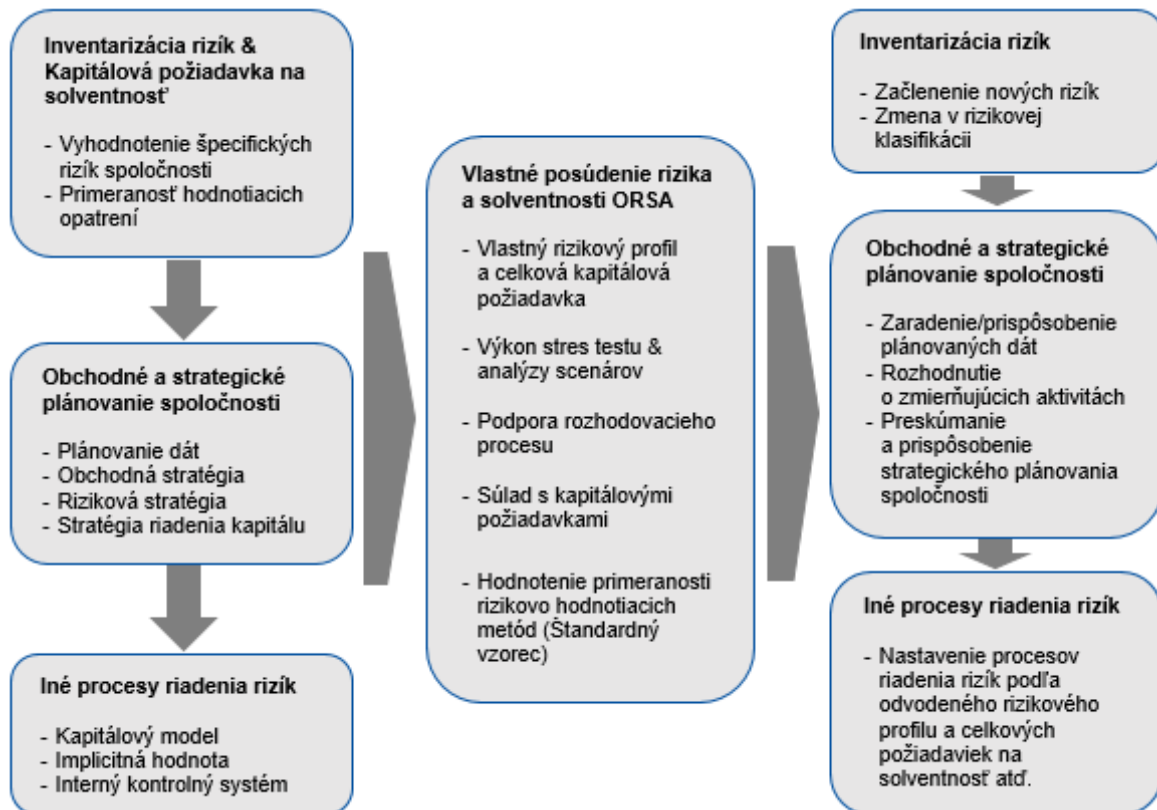 Inventarizácia rizík &
Kapitálová požiadavka na
solventnosť
- Vyhodnotenie špecifických
rizík spoločnosti
- Primeranosť hodnotiacich
opatrení
Obchodné a strategické
plánovanie spoločnosti
- Plánovanie dát
- Obchodná stratégia
- Riziková stratégia
- Stratégia riadenia kapitálu
Iné procesy riadenia rizík
- Kapitálový model
- Implicitná hodnota
- Interný kontrolný systém
Vlastné posúdenie rizika
a solventnosti ORSA
- Vlastný rizikový profil
a celková kapitálová
požiadavka
- Výkon stres testu &
analýzy scenárov
- Podpora rozhodovacieho
procesu
- Súlad s kapitálovými
požiadavkami
- Hodnotenie primeranosti
rizikovo hodnotiacich
metód (Štandardný
vzorec)
Inventarizácia rizík
- Začlenenie nových rizík
- Zmena v rizikovej
klasifikácii
Obchodné a strategické
plánovanie spoločnosti
- Zaradenie/prispôsobenie
plánovaných dát
- Rozhodnutie
o zmierňujúcich aktivitách
- Preskúmanie
a prispôsobenie
strategického plánovania
spoločnosti
Iné procesy riadenia rizík
- Nastavenie procesov
riadenia rizík podľa
odvodeného rizikového
profilu a celkových
požiadaviek na
solventnosť atď.